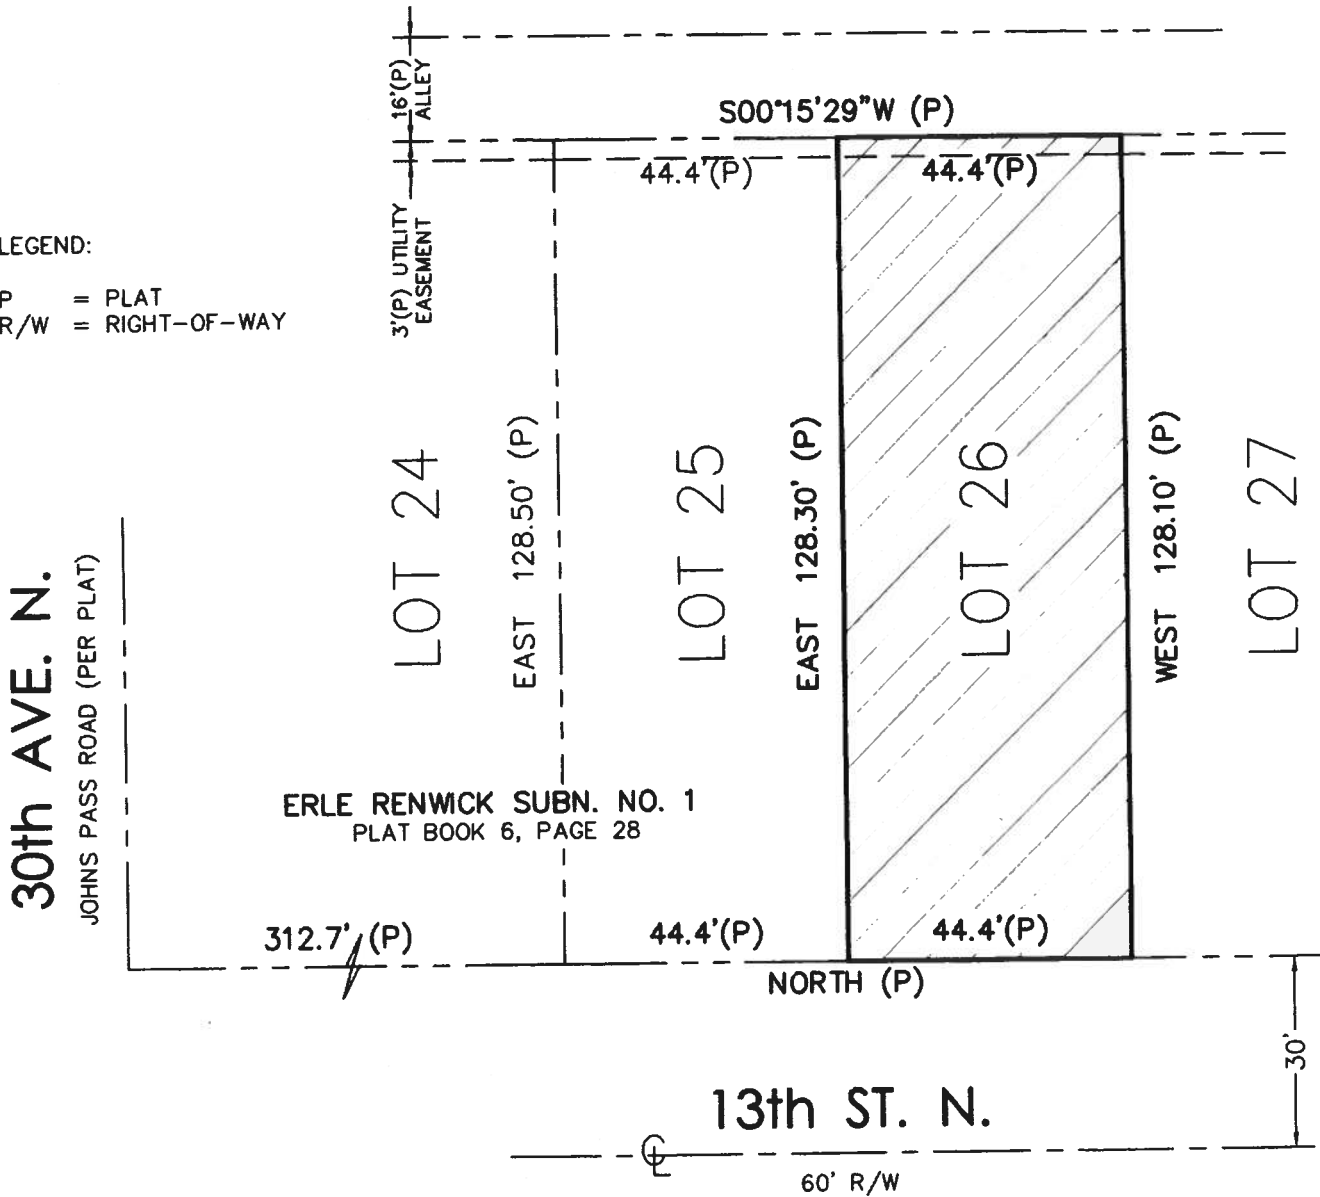 16'(P)
ALLEY
S00°15'29"W (P)
44.4'(P)
44.4'(P)
3'(P) UTILITY
EASEMENT
LEGEND:
P = PLAT
R/W = RIGHT-OF-WAY
LOT 24
EAST 128.50' (P)
LOT 25
EAST 128.30' (P)
LOT 26
WEST 128.10' (P)
LOT 27
30th AVE. N.
JOHNS PASS ROAD (PER PLAT)
ERLE RENWICK SUBN. NO. 1
PLAT BOOK 6, PAGE 28
312.7' (P)
44.4'(P)
44.4'(P)
NORTH (P)
30'
13th ST. N.
CL
60' R/W